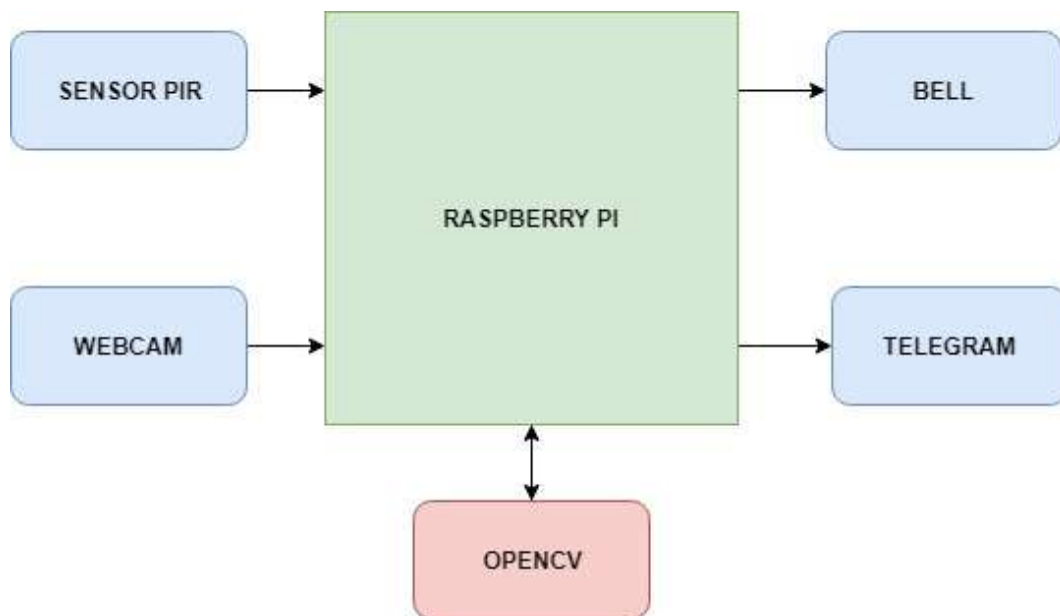 SENSOR PIR
BELL
RASPBERRY PI
WEBCAM
TELEGRAM
OPENCV